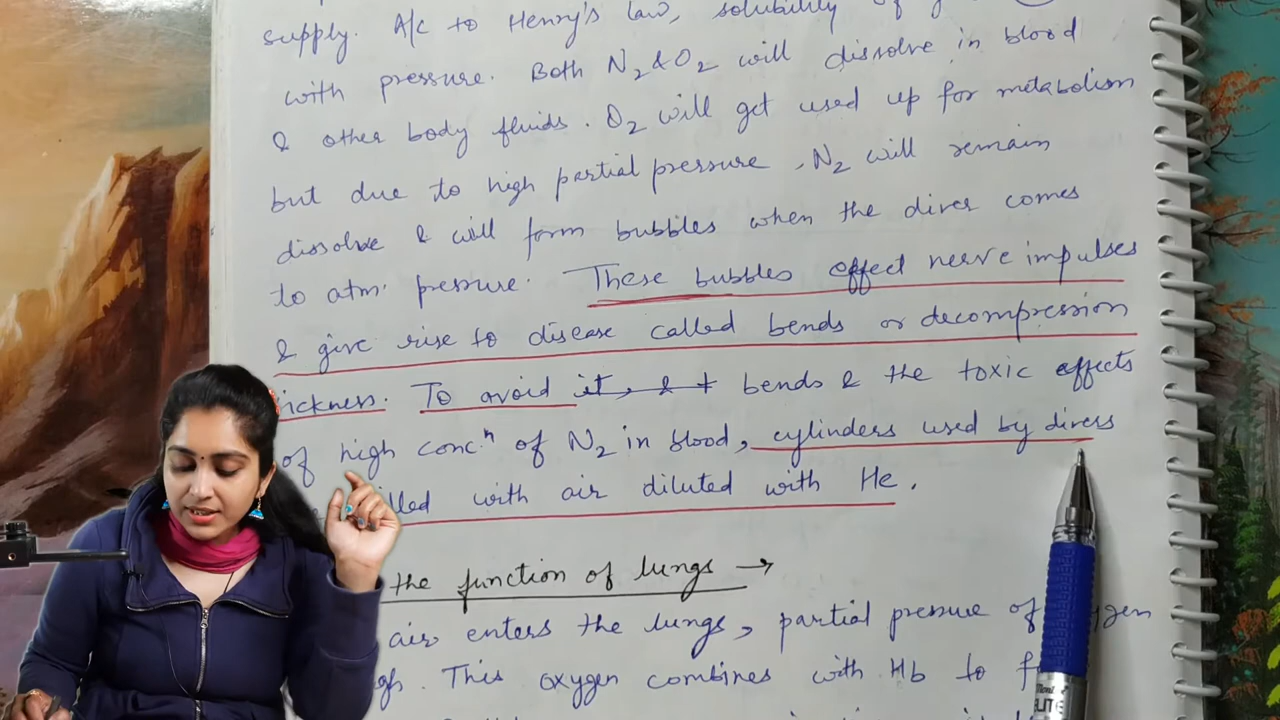 supply. A/c to Henry's law, solubility of
with pressure. Both N₂ & O₂ will dissolve in blood
& other body fluids. O₂ will get used up for metabolism
but due to high partial pressure, N₂ will remain
dissolve & will form bubbles when the diver comes
to atm. pressure. These bubbles effect nerve impulses
& give rise to disease called bends or decompression
ickness. To avoid it, & t bends & the toxic effects
of high concⁿ of N₂ in blood, cylinders used by divers
illed with air diluted with He.
the function of lungs →
air enters the lungs, partial pressure of
This oxygen combines with Hb to